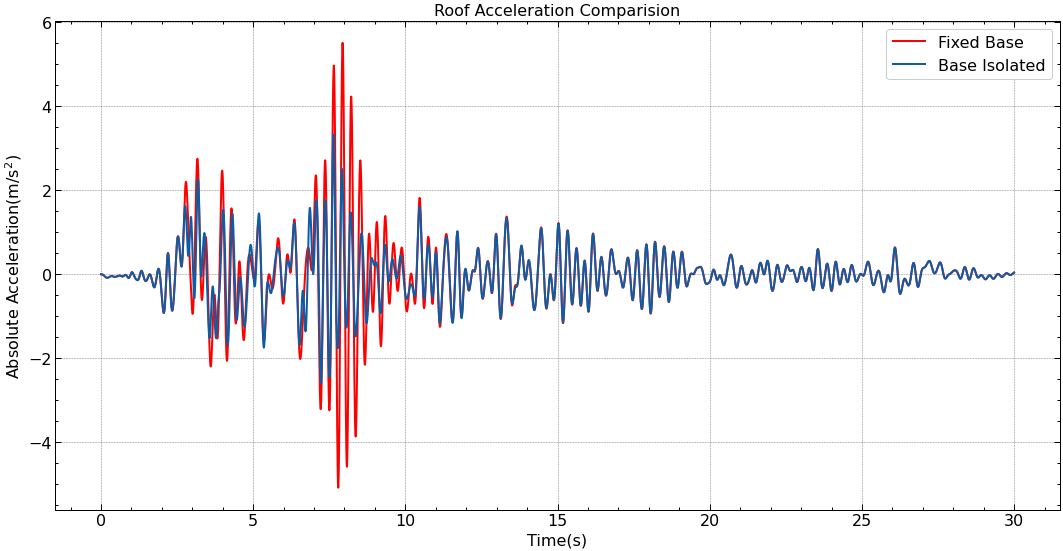 Roof Acceleration Comparision
Fixed Base
Base Isolated
Absolute Acceleration(m/s²)
6
4
2
0
−2
−4
0 5 10 15 20 25 30
Time(s)